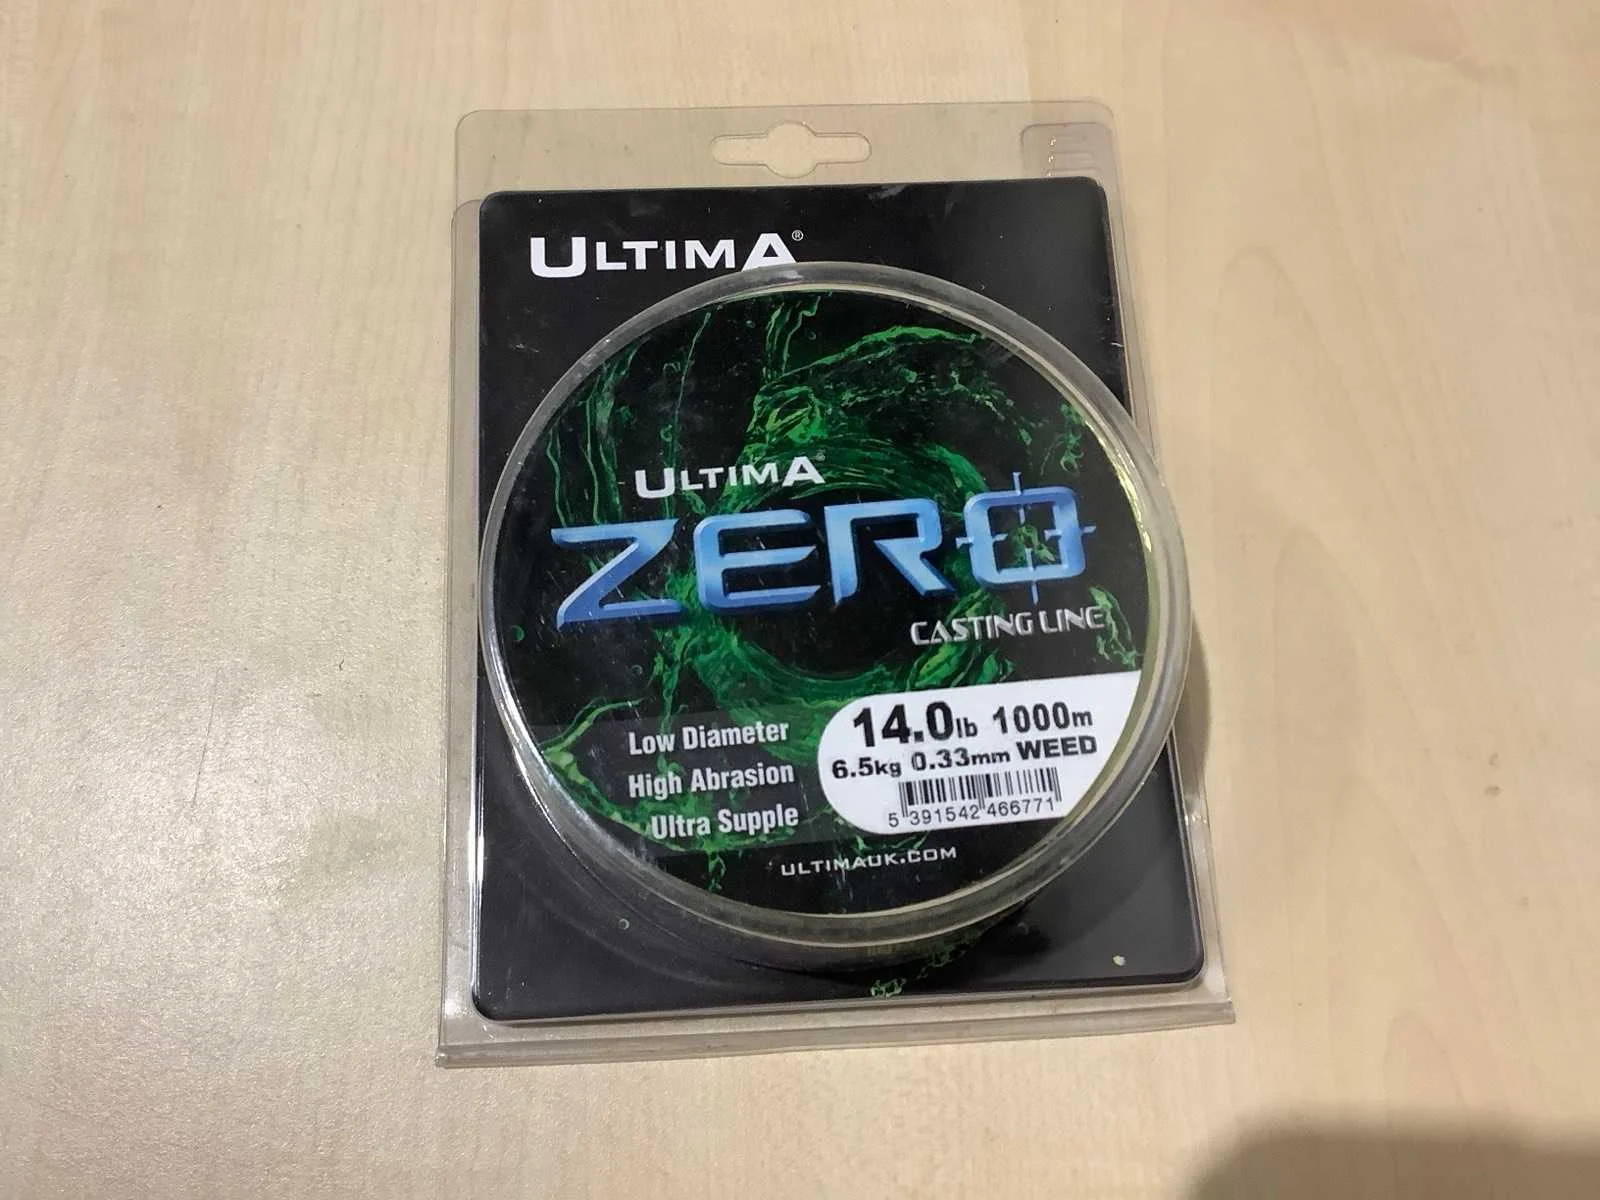 ULTIMA®
ULTIMA
ZERO
CASTING LINE
Low Diameter
High Abrasion
Ultra Supple
14.0lb 1000m
6.5kg 0.33mm WEED
5 391542 466771
ULTIMAUK.COM